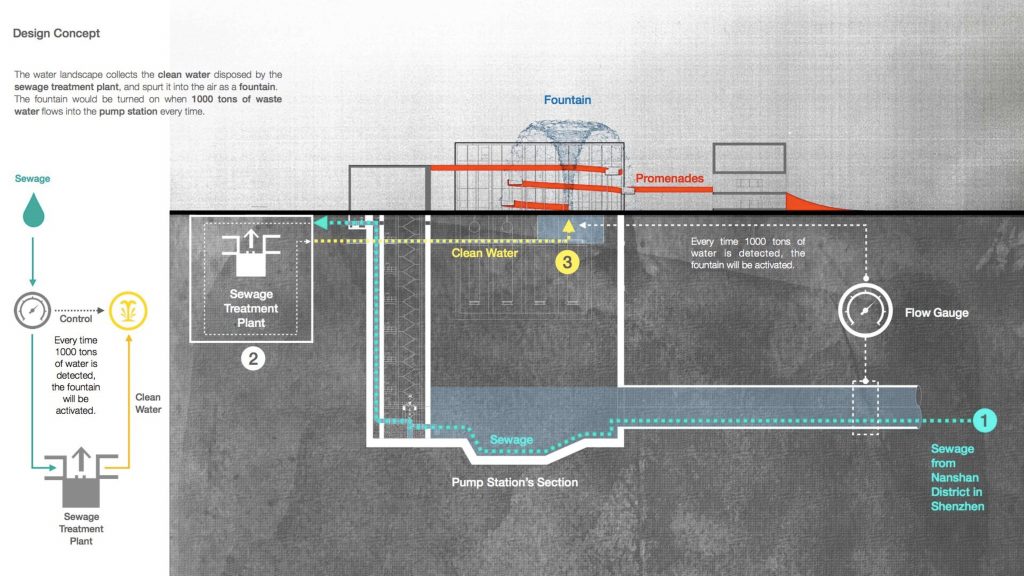 Design Concept
The water landscape collects the clean water disposed by the
sewage treatment plant, and spurt it into the air as a fountain.
The fountain would be turned on when 1000 tons of waste
water flows into the pump station every time.
Sewage
Control
Every time
1000 tons
of water is
detected,
the fountain
will be
activated.
Clean
Water
Sewage
Treatment
Plant
Fountain
Promenades
Clean Water
3
Every time 1000 tons of
water is detected, the
fountain will be activated.
Sewage
Treatment
Plant
2
Flow Gauge
Sewage
1
Pump Station's Section
Sewage
from
Nanshan
District in
Shenzhen